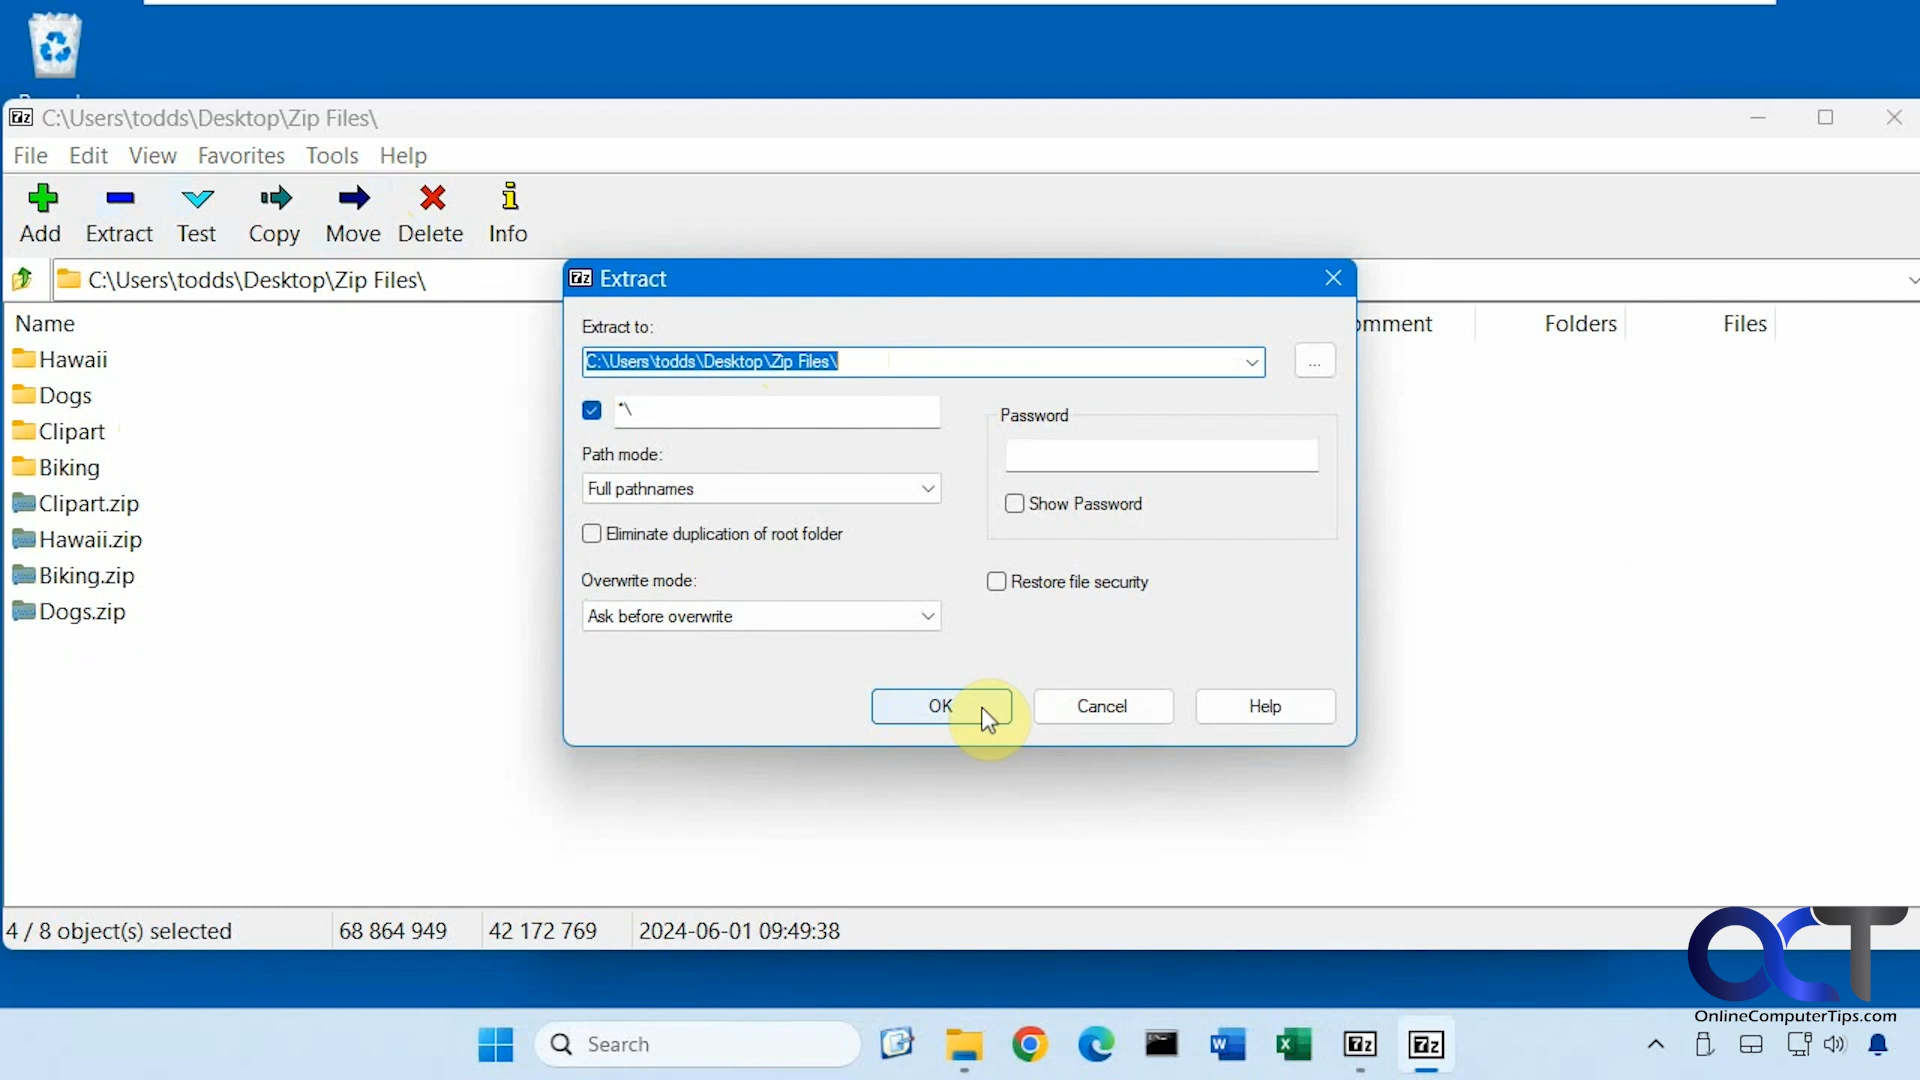 C:\Users\todds\Desktop\Zip Files\
File Edit View Favorites Tools Help
Add Extract Test Copy Move Delete Info
C:\Users\todds\Desktop\Zip Files\
Name Folders Files
Hawaii
Dogs
Clipart
Biking
Clipart.zip
Hawaii.zip
Biking.zip
Dogs.zip
Extract
Extract to:
C:\Users\todds\Desktop\Zip Files\
...
*\
Password
Path mode:
Full pathnames
Show Password
Eliminate duplication of root folder
Overwrite mode:
Restore file security
Ask before overwrite
OK Cancel Help
4 / 8 object(s) selected 68 864 949 42 172 769 2024-06-01 09:49:38
OCT
OnlineComputerTips.com
Search